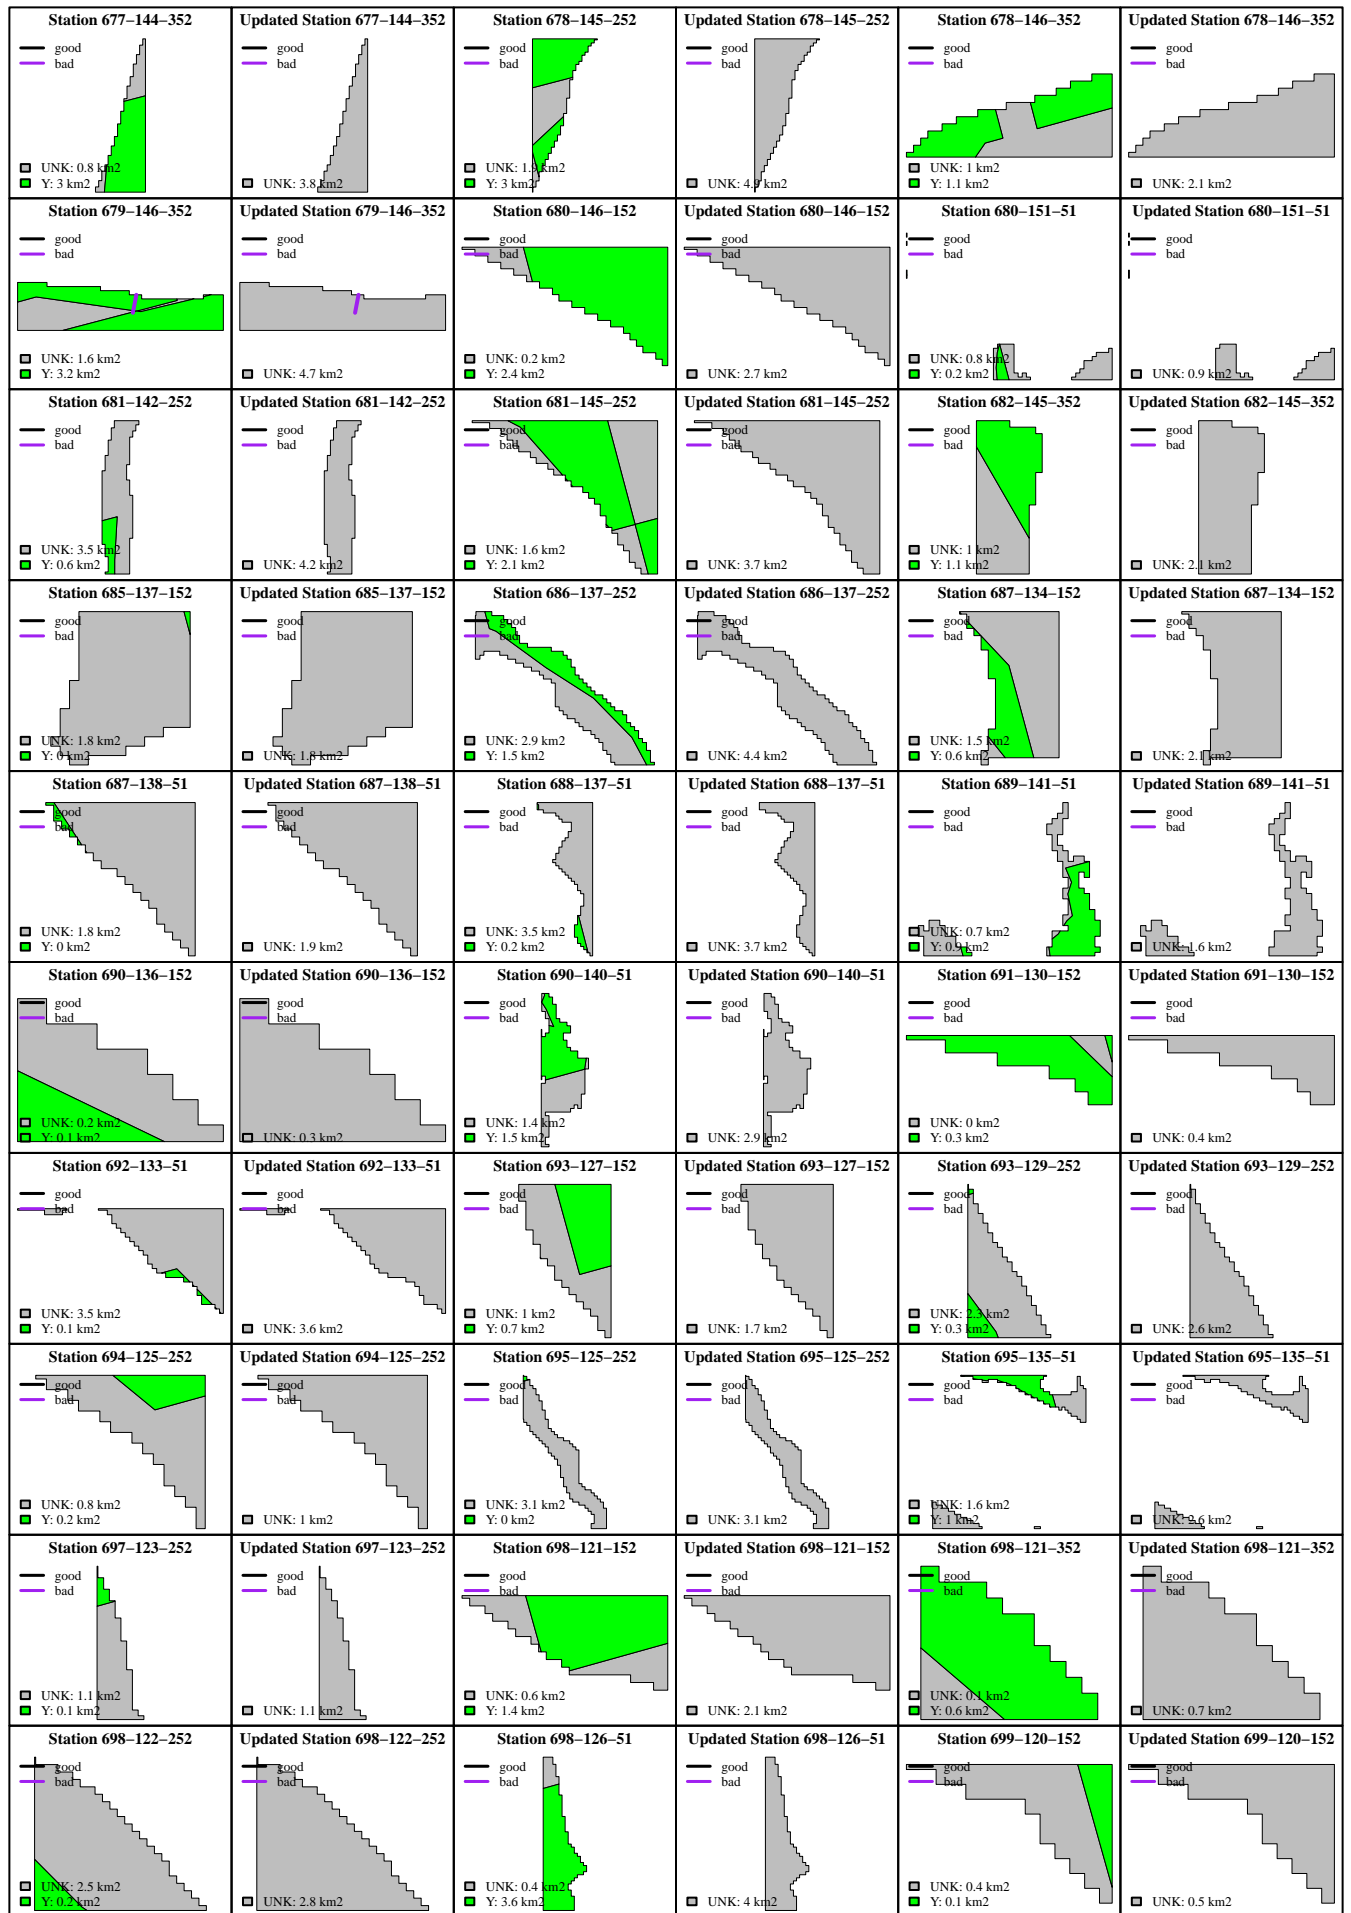 Station 677−144−352
good
bad
UNK: 0.8 km2
Y: 3 km2
Updated Station 677−144−352
good
bad
UNK: 3.8 km2
Station 678−145−252
good
bad
UNK: 1.9 km2
Y: 3 km2
Updated Station 678−145−252
good
bad
UNK: 4.9 km2
Station 678−146−352
good
bad
UNK: 1 km2
Y: 1.1 km2
Updated Station 678−146−352
good
bad
UNK: 2.1 km2
Station 679−146−352
good
bad
UNK: 1.6 km2
Y: 3.2 km2
Updated Station 679−146−352
good
bad
UNK: 4.7 km2
Station 680−146−152
good
bad
UNK: 0.2 km2
Y: 2.4 km2
Updated Station 680−146−152
good
bad
UNK: 2.7 km2
Station 680−151−51
good
bad
UNK: 0.8 km2
Y: 0.2 km2
Updated Station 680−151−51
good
bad
UNK: 0.9 km2
Station 681−142−252
good
bad
UNK: 3.5 km2
Y: 0.6 km2
Updated Station 681−142−252
good
bad
UNK: 4.2 km2
Station 681−145−252
good
bad
UNK: 1.6 km2
Y: 2.1 km2
Updated Station 681−145−252
good
bad
UNK: 3.7 km2
Station 682−145−352
good
bad
UNK: 1 km2
Y: 1.1 km2
Updated Station 682−145−352
good
bad
UNK: 2.1 km2
Station 685−137−152
good
bad
UNK: 1.8 km2
Y: 0 km2
Updated Station 685−137−152
good
bad
UNK: 1.8 km2
Station 686−137−252
good
bad
UNK: 2.9 km2
Y: 1.5 km2
Updated Station 686−137−252
good
bad
UNK: 4.4 km2
Station 687−134−152
good
bad
UNK: 1.5 km2
Y: 0.6 km2
Updated Station 687−134−152
good
bad
UNK: 2.1 km2
Station 687−138−51
good
bad
UNK: 1.8 km2
Y: 0 km2
Updated Station 687−138−51
good
bad
UNK: 1.9 km2
Station 688−137−51
good
bad
UNK: 3.5 km2
Y: 0.2 km2
Updated Station 688−137−51
good
bad
UNK: 3.7 km2
Station 689−141−51
good
bad
UNK: 0.7 km2
Y: 0.9 km2
Updated Station 689−141−51
good
bad
UNK: 1.6 km2
Station 690−136−152
good
bad
UNK: 0.2 km2
Y: 0.1 km2
Updated Station 690−136−152
good
bad
UNK: 0.3 km2
Station 690−140−51
good
bad
UNK: 1.4 km2
Y: 1.5 km2
Updated Station 690−140−51
good
bad
UNK: 2.9 km2
Station 691−130−152
good
bad
UNK: 0 km2
Y: 0.3 km2
Updated Station 691−130−152
good
bad
UNK: 0.4 km2
Station 692−133−51
good
bad
UNK: 3.5 km2
Y: 0.1 km2
Updated Station 692−133−51
good
bad
UNK: 3.6 km2
Station 693−127−152
good
bad
UNK: 1 km2
Y: 0.7 km2
Updated Station 693−127−152
good
bad
UNK: 1.7 km2
Station 693−129−252
good
bad
UNK: 2.3 km2
Y: 0.3 km2
Updated Station 693−129−252
good
bad
UNK: 2.6 km2
Station 694−125−252
good
bad
UNK: 0.8 km2
Y: 0.2 km2
Updated Station 694−125−252
good
bad
UNK: 1 km2
Station 695−125−252
good
bad
UNK: 3.1 km2
Y: 0 km2
Updated Station 695−125−252
good
bad
UNK: 3.1 km2
Station 695−135−51
good
bad
UNK: 1.6 km2
Y: 1 km2
Updated Station 695−135−51
good
bad
UNK: 2.6 km2
Station 697−123−252
good
bad
UNK: 1.1 km2
Y: 0.1 km2
Updated Station 697−123−252
good
bad
UNK: 1.1 km2
Station 698−121−152
good
bad
UNK: 0.6 km2
Y: 1.4 km2
Updated Station 698−121−152
good
bad
UNK: 2.1 km2
Station 698−121−352
good
bad
UNK: 0.1 km2
Y: 0.6 km2
Updated Station 698−121−352
good
bad
UNK: 0.7 km2
Station 698−122−252
good
bad
UNK: 2.5 km2
Y: 0.2 km2
Updated Station 698−122−252
good
bad
UNK: 2.8 km2
Station 698−126−51
good
bad
UNK: 0.4 km2
Y: 3.6 km2
Updated Station 698−126−51
good
bad
UNK: 4 km2
Station 699−120−152
good
bad
UNK: 0.4 km2
Y: 0.1 km2
Updated Station 699−120−152
good
bad
UNK: 0.5 km2